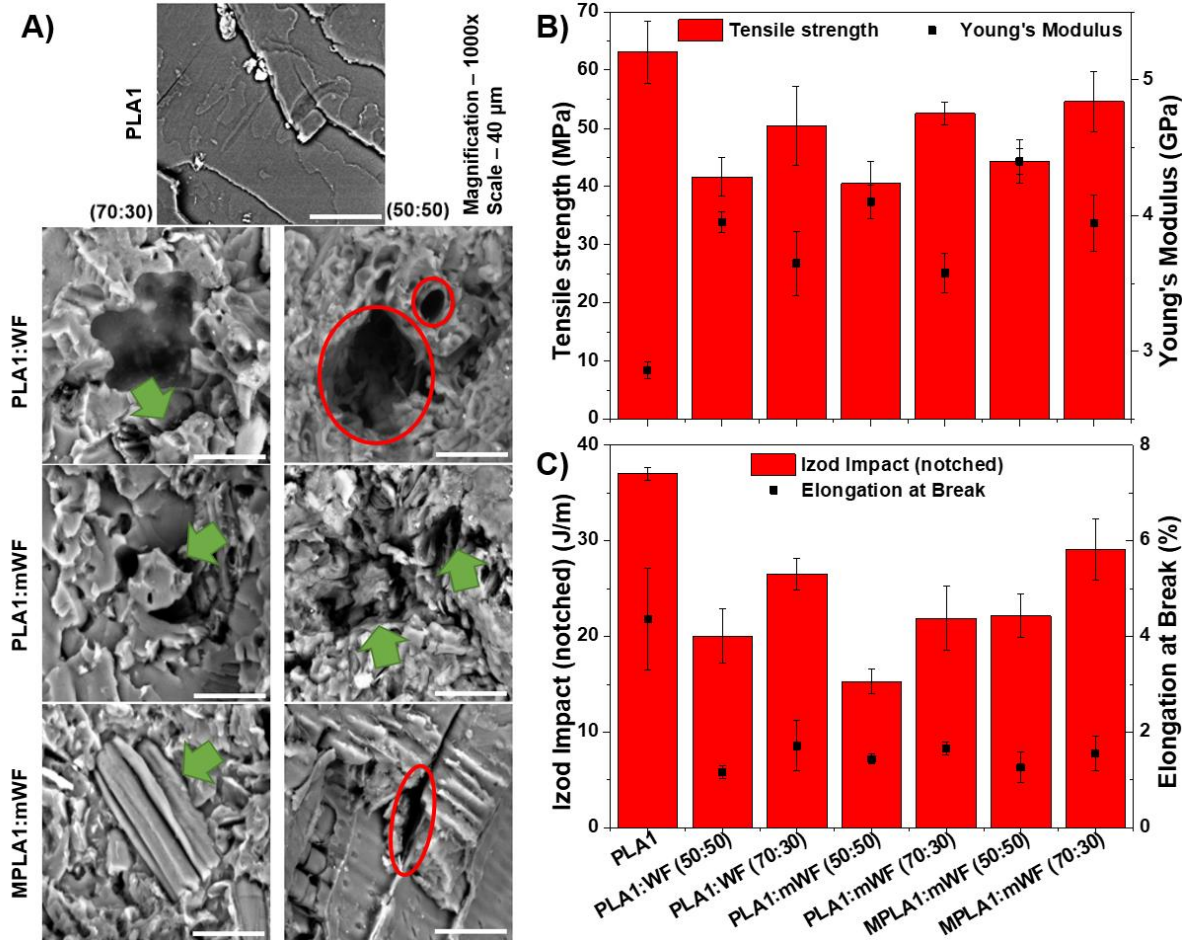 A)
PLA1
Magnification – 1000x
Scale – 40 µm
(70:30)
(50:50)
PLA1:WF
PLA1:mWF
MPLA1:mWF
B)
70
60
50
40
30
20
10
0
Tensile strength (MPa)
Tensile strength
Young's Modulus
5
4
3
Young's Modulus (GPa)
C)
40
30
20
10
0
Izod Impact (notched) (J/m)
Izod Impact (notched)
Elongation at Break
8
6
4
2
0
Elongation at Break (%)
PLA1
PLA1:WF (50:50)
PLA1:WF (70:30)
PLA1:mWF (50:50)
PLA1:mWF (70:30)
MPLA1:mWF (50:50)
MPLA1:mWF (70:30)